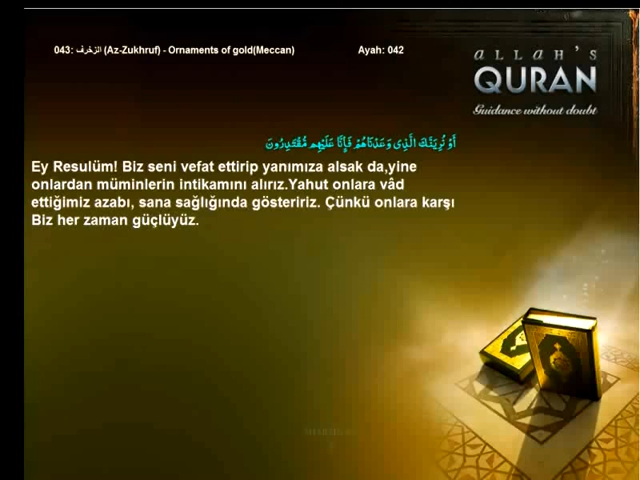 043: الزخرف (Az-Zukhruf) - Ornaments of gold(Meccan) Ayah: 042
ALLAH'S
QURAN
Guidance without doubt
أَوْ نُرِيَنَّكَ الَّذِي وَعَدْنَاهُمْ فَإِنَّا عَلَيْهِم مُّقْتَدِرُونَ
Ey Resulüm! Biz seni vefat ettirip yanımıza alsak da,yine
onlardan müminlerin intikamını alırız.Yahut onlara vâd
ettiğimiz azabı, sana sağlığında gösteririz. Çünkü onlara karşı
Biz her zaman güçlüyüz.